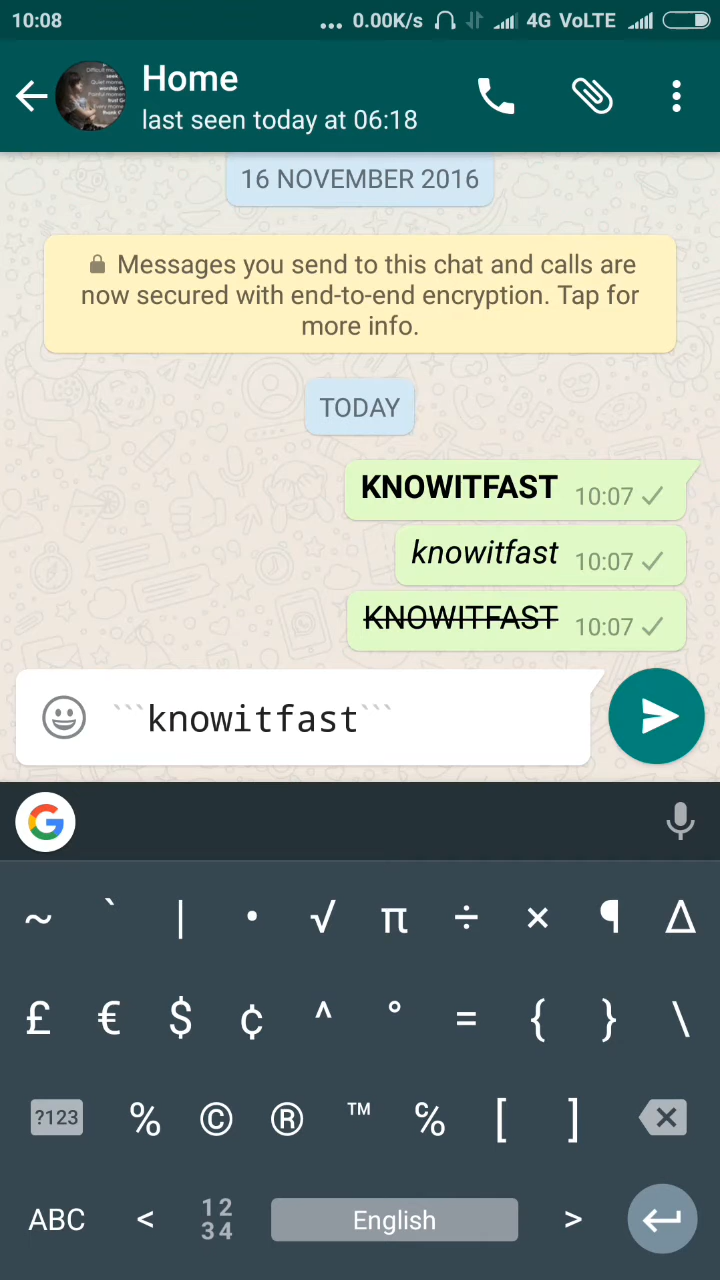 10:08 ... 0.00K/s 4G VoLTE
Home
last seen today at 06:18
16 NOVEMBER 2016
Messages you send to this chat and calls are
now secured with end-to-end encryption. Tap for
more info.
TODAY
KNOWITFAST 10:07
knowitfast 10:07
KNOWITFAST 10:07
```knowitfast```
G
~ ` | • √ π ÷ × ¶ Δ
£ € $ ¢ ^ ° = { } \
?123 % © ® ™ ℅ [ ]
ABC < 12 34 English >